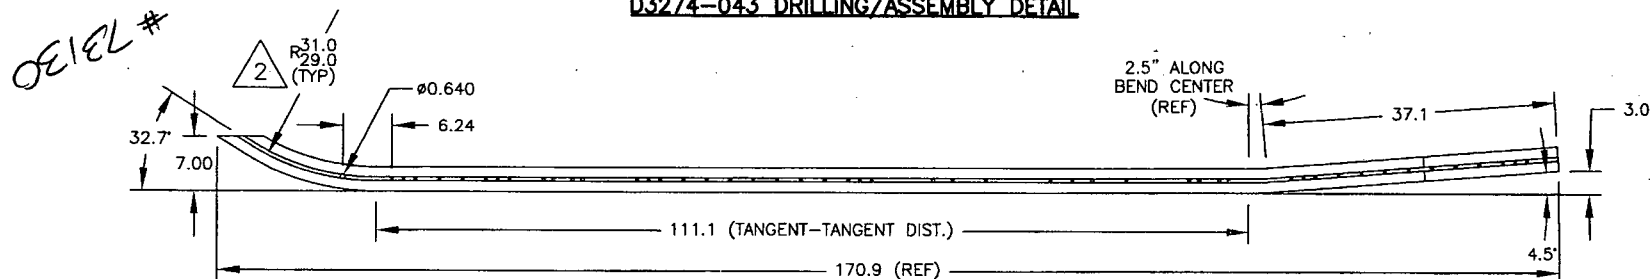 D3274-043 DRILLING/ASSEMBLY DETAIL
# 73130
2
R31.0
29.0
(TYP)
ø0.640
6.24
32.7°
7.00
2.5" ALONG
BEND CENTER
(REF)
37.1
3.0
111.1 (TANGENT-TANGENT DIST.)
4.5°
170.9 (REF)